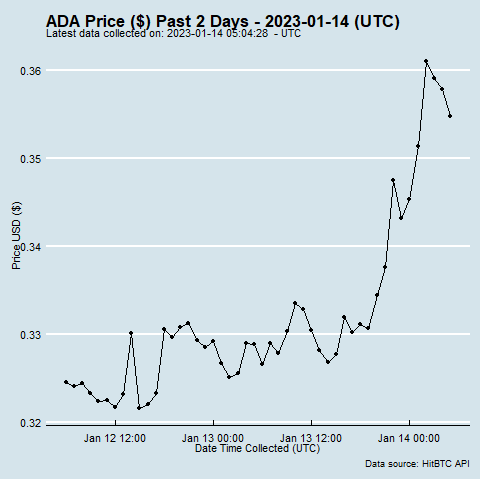 ADA Price ($) Past 2 Days - 2023-01-14 (UTC)
Latest data collected on: 2023-01-14 05:04:28 - UTC
0.36
0.35
0.34
0.33
0.32
Price USD ($)
Jan 12 12:00
Jan 13 00:00
Jan 13 12:00
Jan 14 00:00
Date Time Collected (UTC)
Data source: HitBTC API